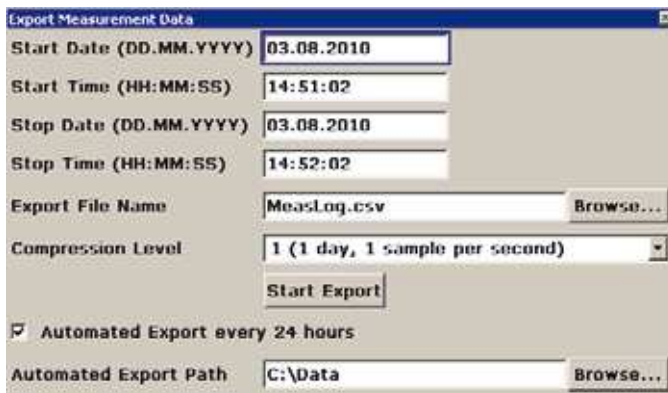 Export Measurement Data
Start Date (DD.MM.YYYY) 03.08.2010
Start Time (HH:MM:SS) 14:51:02
Stop Date (DD.MM.YYYY) 03.08.2010
Stop Time (HH:MM:SS) 14:52:02
Export File Name MeasLog.csv Browse...
Compression Level 1 (1 day, 1 sample per second)
Start Export
Automated Export every 24 hours
Automated Export Path C:\Data Browse...